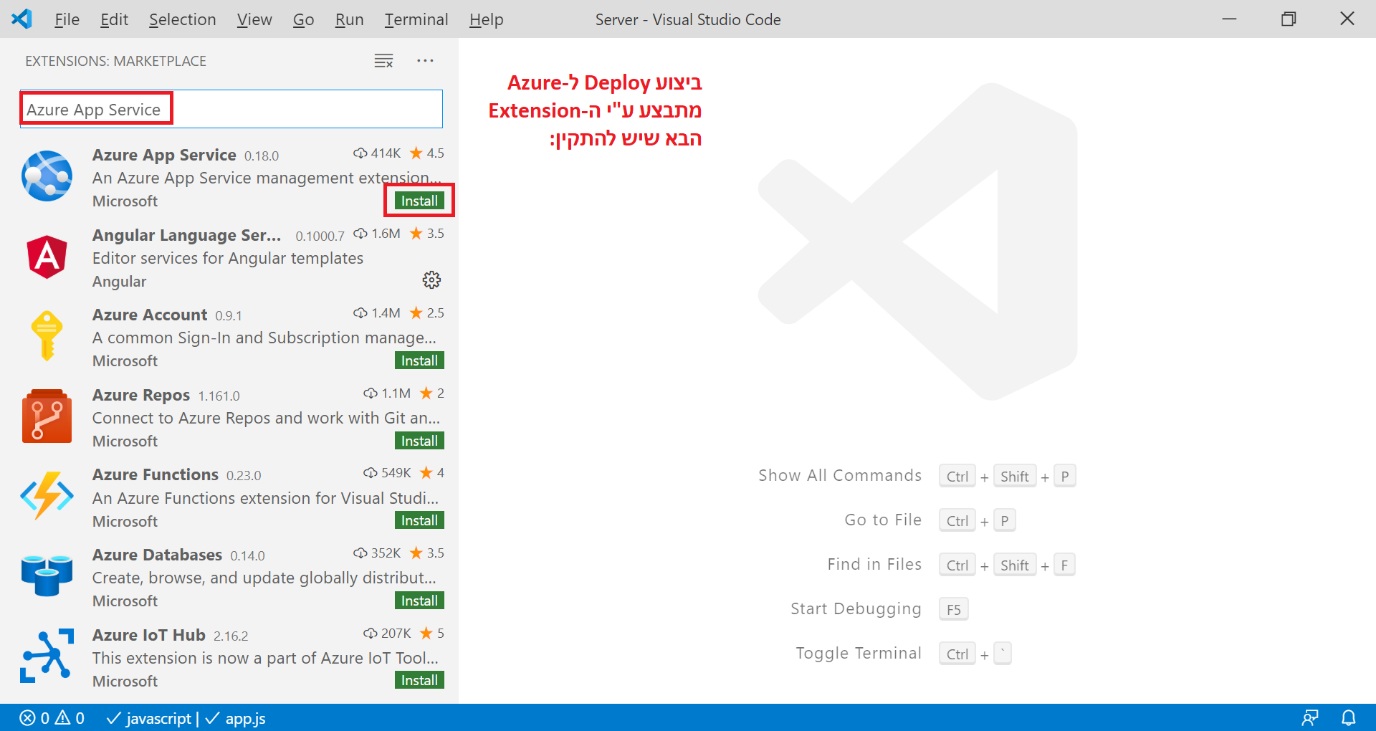 File Edit Selection View Go Run Terminal Help Server - Visual Studio Code
EXTENSIONS: MARKETPLACE
Azure App Service
Azure App Service 0.18.0 414K ★ 4.5
An Azure App Service management extension...
Microsoft Install
Angular Language Ser... 0.1000.7 1.6M ★ 3.5
Editor services for Angular templates
Angular
Azure Account 0.9.1 1.4M ★ 2.5
A common Sign-In and Subscription manage...
Microsoft Install
Azure Repos 1.161.0 1.1M ★ 2
Connect to Azure Repos and work with Git an...
Microsoft Install
Azure Functions 0.23.0 549K ★ 4
An Azure Functions extension for Visual Studi...
Microsoft Install
Azure Databases 0.14.0 352K ★ 3.5
Create, browse, and update globally distribut...
Microsoft Install
Azure IoT Hub 2.16.2 207K ★ 5
This extension is now a part of Azure IoT Tool...
Microsoft Install
ביצוע Deploy ל-Azure
מתבצע ע"י ה-Extension
הבא שיש להתקין:
Show All Commands Ctrl + Shift + P
Go to File Ctrl + P
Find in Files Ctrl + Shift + F
Start Debugging F5
Toggle Terminal Ctrl + `
0 0 javascript | app.js